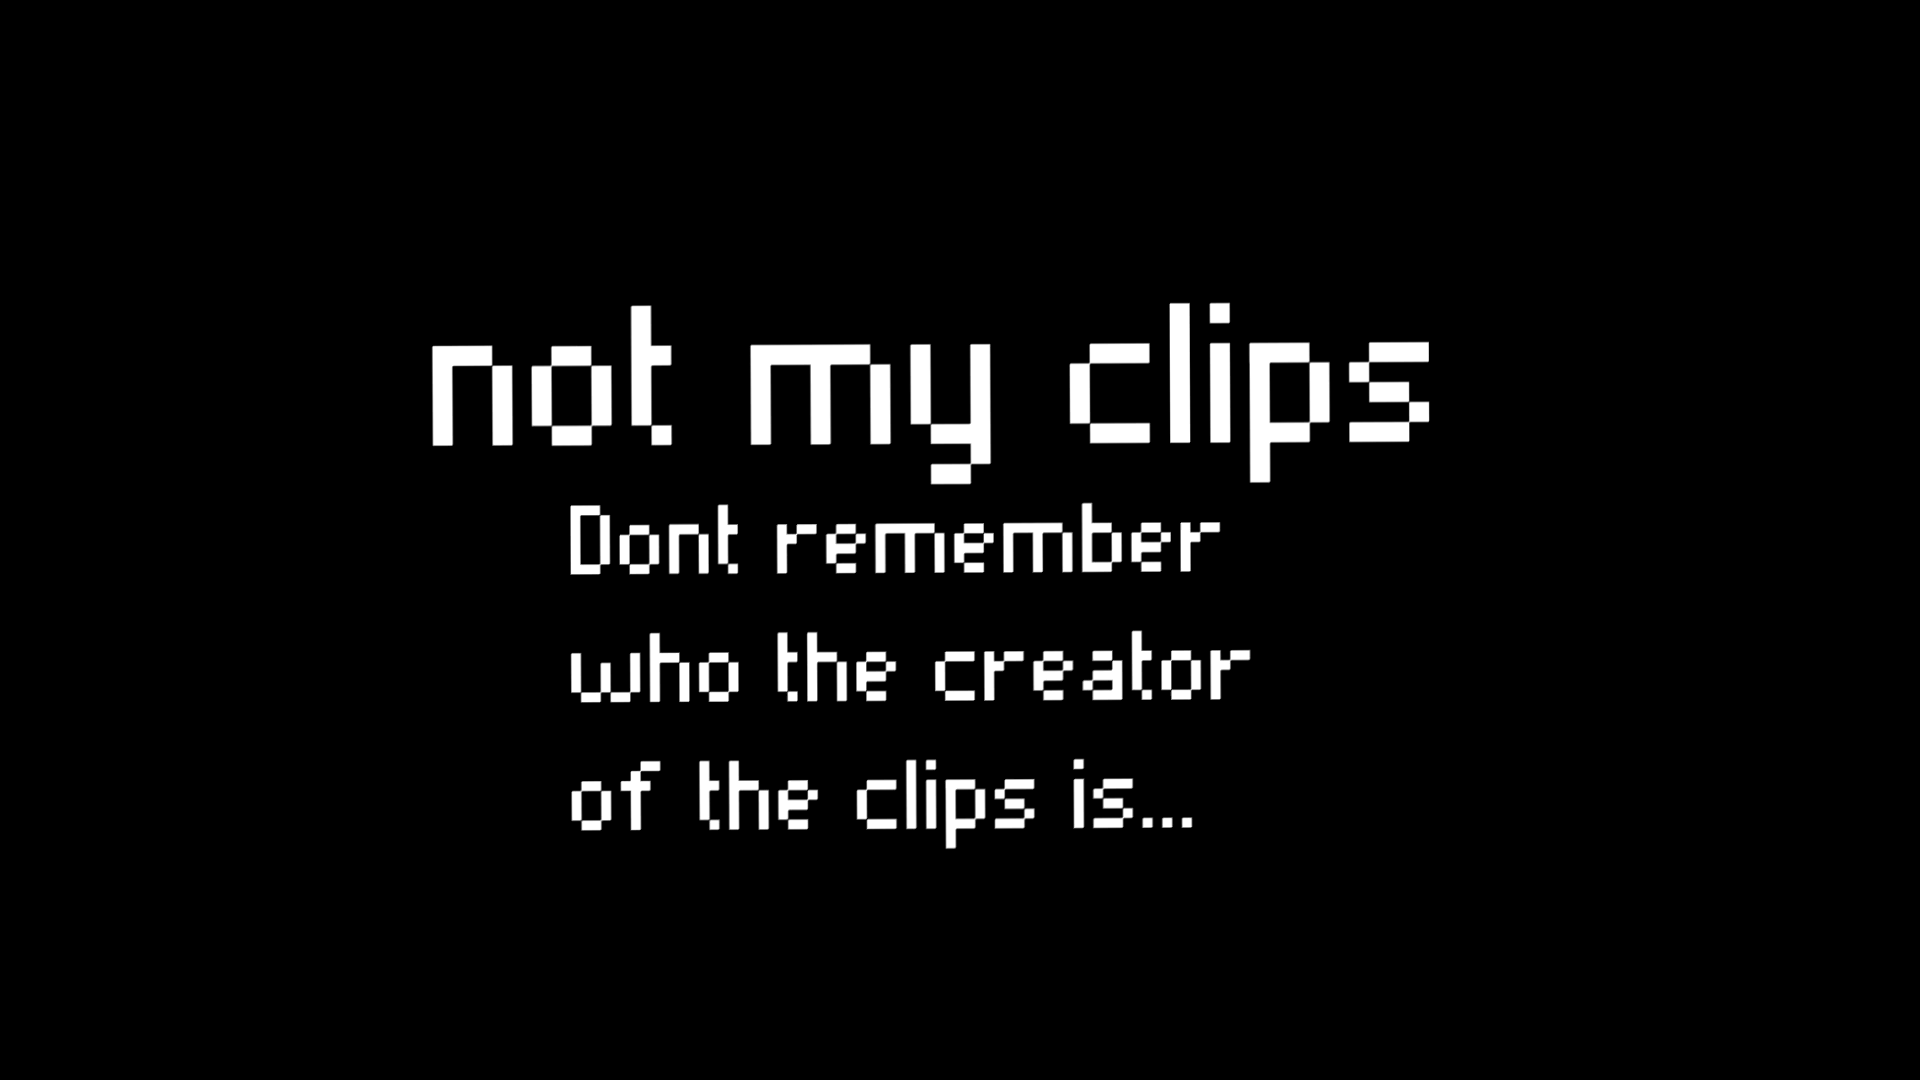 not my clips
Dont remember
who the creator
of the clips is...